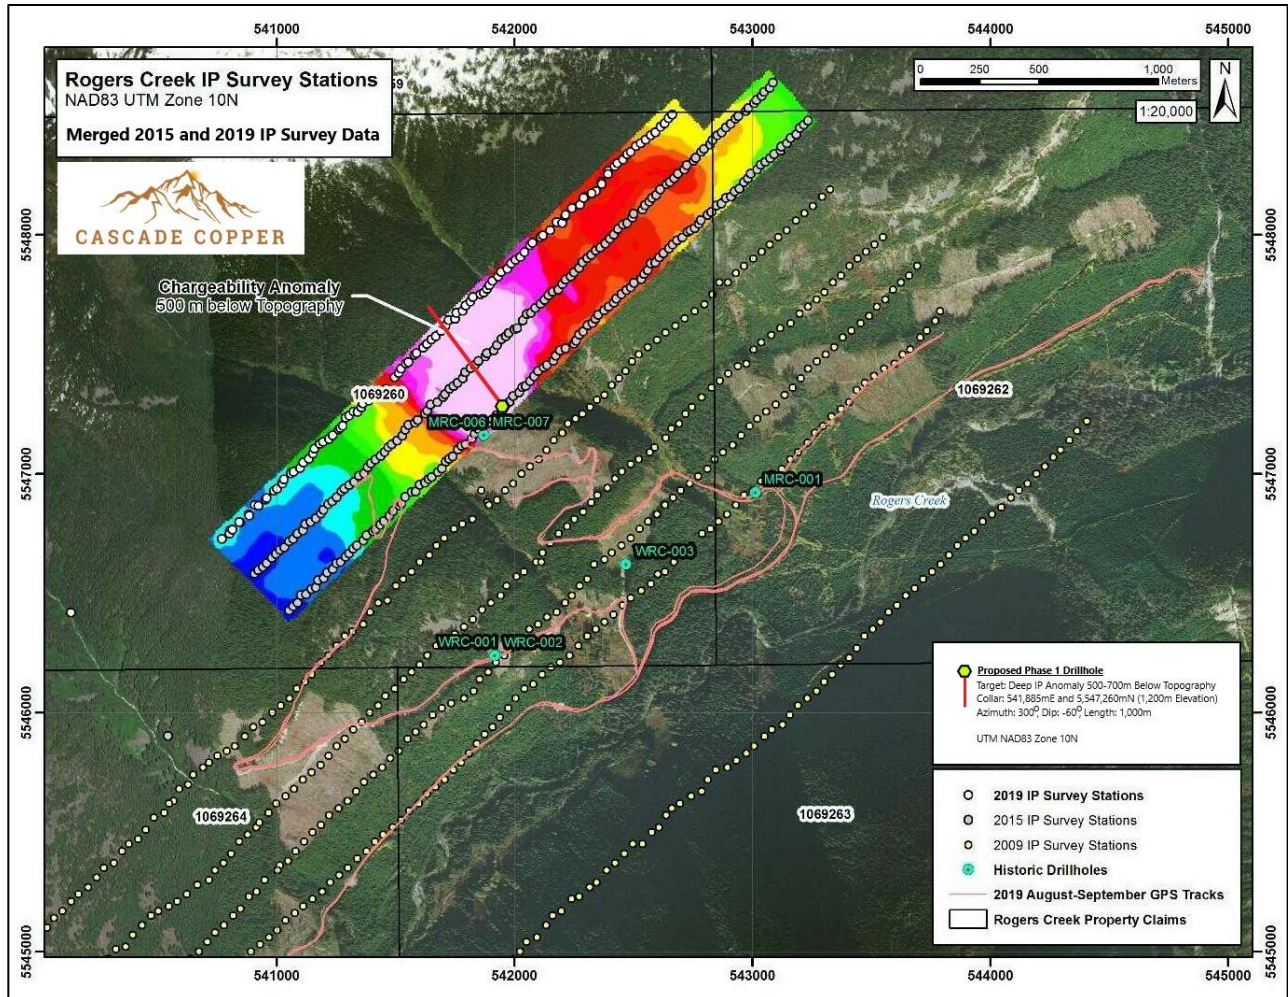 541000
542000
543000
544000
545000
Rogers Creek IP Survey Stations
NAD83 UTM Zone 10N
Merged 2015 and 2019 IP Survey Data
59
CASCADE COPPER
0 250 500 1,000
Meters
1:20,000
N
5548000
5548000
Chargeability Anomaly
500 m below Topography
1069260
1069262
MRC-006 MRC-007
5547000
5547000
MRC-001
Rogers Creek
WRC-003
WRC-001 WRC-002
Proposed Phase 1 Drillhole
Target: Deep IP Anomaly 500-700m Below Topography
Collar: 541,885mE and 5,547,260mN (1,200m Elevation)
Azimuth: 300° Dip: -60° Length: 1,000m
UTM NAD83 Zone 10N
5546000
5546000
1069264
1069263
2019 IP Survey Stations
2015 IP Survey Stations
2009 IP Survey Stations
Historic Drillholes
2019 August-September GPS Tracks
Rogers Creek Property Claims
5545000
5545000
541000
542000
543000
544000
545000